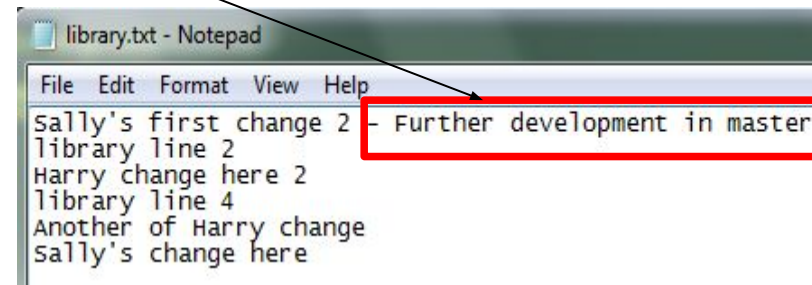 library.txt - Notepad
File Edit Format View Help
Sally's first change 2 - Further development in master
library line 2
Harry change here 2
library line 4
Another of Harry change
Sally's change here